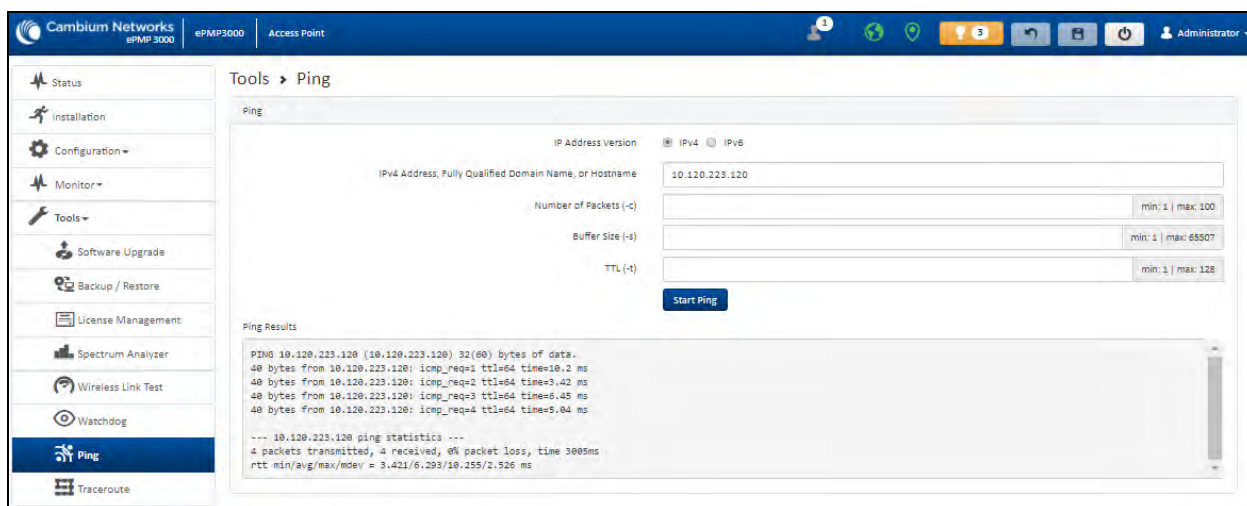 Cambium Networks
ePMP 3000
ePMP3000
Access Point
1
3
Administrator
Status
Installation
Configuration
Monitor
Tools
Software Upgrade
Backup / Restore
License Management
Spectrum Analyzer
Wireless Link Test
Watchdog
Ping
Traceroute
Tools > Ping
Ping
IP Address Version IPv4 IPv6
IPv4 Address, Fully Qualified Domain Name, or Hostname 10.120.223.120
Number of Packets (-c) min: 1 | max: 100
Buffer Size (-s) min: 1 | max: 65507
TTL (-t) min: 1 | max: 128
Start Ping
Ping Results
PING 10.120.223.120 (10.120.223.120) 32(60) bytes of data.
40 bytes from 10.120.223.120: icmp_req=1 ttl=64 time=10.2 ms
40 bytes from 10.120.223.120: icmp_req=2 ttl=64 time=3.42 ms
40 bytes from 10.120.223.120: icmp_req=3 ttl=64 time=6.45 ms
40 bytes from 10.120.223.120: icmp_req=4 ttl=64 time=5.04 ms
--- 10.120.223.120 ping statistics ---
4 packets transmitted, 4 received, 0% packet loss, time 3005ms
rtt min/avg/max/mdev = 3.421/6.293/10.255/2.526 ms